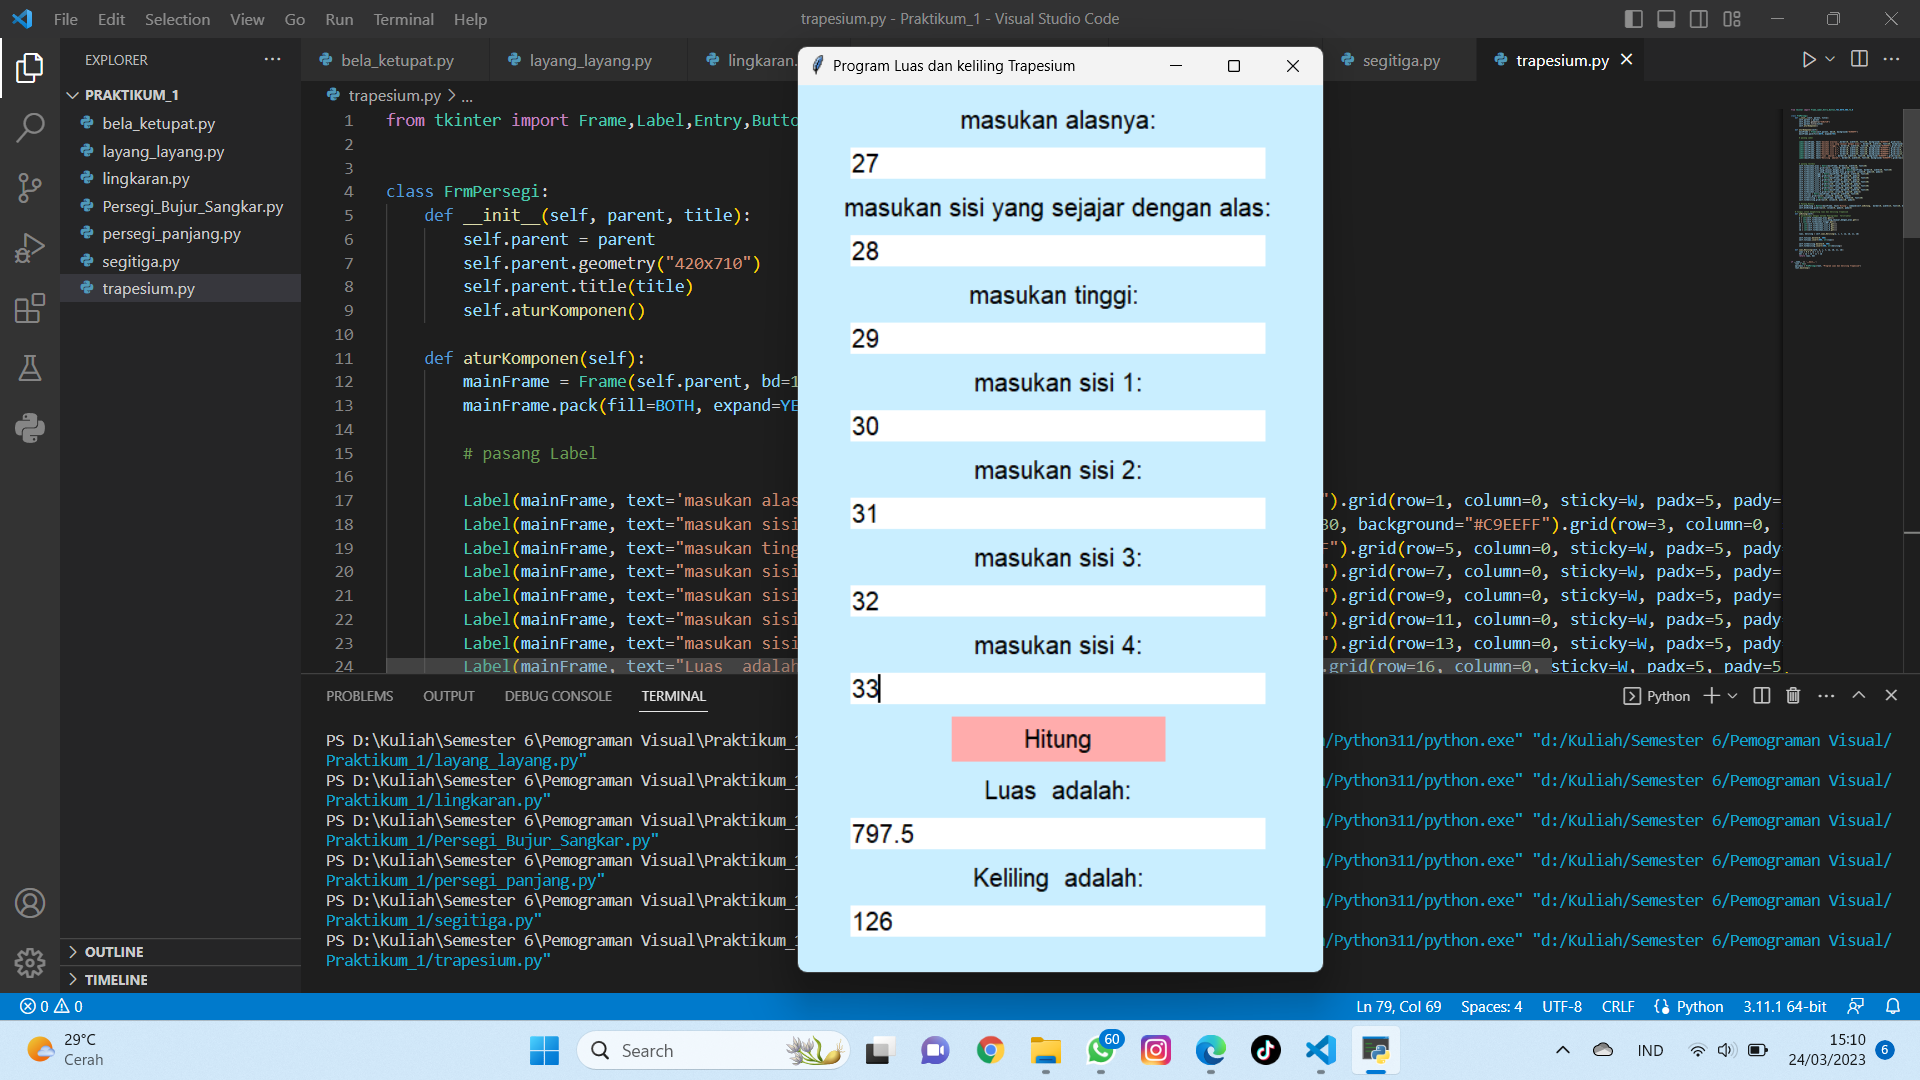 File Edit Selection View Go Run Terminal Help
trapesium.py - Praktikum_1 - Visual Studio Code
EXPLORER
PRAKTIKUM_1
bela_ketupat.py
layang_layang.py
lingkaran.py
Persegi_Bujur_Sangkar.py
persegi_panjang.py
segitiga.py
trapesium.py
OUTLINE
TIMELINE
bela_ketupat.py layang_layang.py lingkaran. segitiga.py trapesium.py
trapesium.py > ...
1 from tkinter import Frame,Label,Entry,Butto
2
3
4 class FrmPersegi:
5 def __init__(self, parent, title):
6 self.parent = parent
7 self.parent.geometry("420x710")
8 self.parent.title(title)
9 self.aturKomponen()
10
11 def aturKomponen(self):
12 mainFrame = Frame(self.parent, bd=1
13 mainFrame.pack(fill=BOTH, expand=YE
14
15 # pasang Label
16
17 Label(mainFrame, text='masukan alas ").grid(row=1, column=0, sticky=W, padx=5, pady=
18 Label(mainFrame, text="masukan sisi 30, background="#C9EEFF").grid(row=3, column=0,
19 Label(mainFrame, text="masukan ting F").grid(row=5, column=0, sticky=W, padx=5, pady
20 Label(mainFrame, text="masukan sisi ").grid(row=7, column=0, sticky=W, padx=5, pady=
21 Label(mainFrame, text="masukan sisi ").grid(row=9, column=0, sticky=W, padx=5, pady=
22 Label(mainFrame, text="masukan sisi ").grid(row=11, column=0, sticky=W, padx=5, pady
23 Label(mainFrame, text="masukan sisi ").grid(row=13, column=0, sticky=W, padx=5, pady
24 Label(mainFrame, text="Luas  adalah .grid(row=16, column=0, sticky=W, padx=5, pady=5
Program Luas dan keliling Trapesium
masukan alasnya:
27
masukan sisi yang sejajar dengan alas:
28
masukan tinggi:
29
masukan sisi 1:
30
masukan sisi 2:
31
masukan sisi 3:
32
masukan sisi 4:
33
Hitung
Luas  adalah:
797.5
Keliling  adalah:
126
PROBLEMS OUTPUT DEBUG CONSOLE TERMINAL
Python
PS D:\Kuliah\Semester 6\Pemograman Visual\Praktikum_1 /Python311/python.exe" "d:/Kuliah/Semester 6/Pemograman Visual/
Praktikum_1/layang_layang.py"
PS D:\Kuliah\Semester 6\Pemograman Visual\Praktikum_1 /Python311/python.exe" "d:/Kuliah/Semester 6/Pemograman Visual/
Praktikum_1/lingkaran.py"
PS D:\Kuliah\Semester 6\Pemograman Visual\Praktikum_1 /Python311/python.exe" "d:/Kuliah/Semester 6/Pemograman Visual/
Praktikum_1/Persegi_Bujur_Sangkar.py"
PS D:\Kuliah\Semester 6\Pemograman Visual\Praktikum_1 /Python311/python.exe" "d:/Kuliah/Semester 6/Pemograman Visual/
Praktikum_1/persegi_panjang.py"
PS D:\Kuliah\Semester 6\Pemograman Visual\Praktikum_1 /Python311/python.exe" "d:/Kuliah/Semester 6/Pemograman Visual/
Praktikum_1/segitiga.py"
PS D:\Kuliah\Semester 6\Pemograman Visual\Praktikum_1 /Python311/python.exe" "d:/Kuliah/Semester 6/Pemograman Visual/
Praktikum_1/trapesium.py"
0 0
Ln 79, Col 69 Spaces: 4 UTF-8 CRLF Python 3.11.1 64-bit
29°C
Cerah
Search
60
IND
15:10
24/03/2023
6